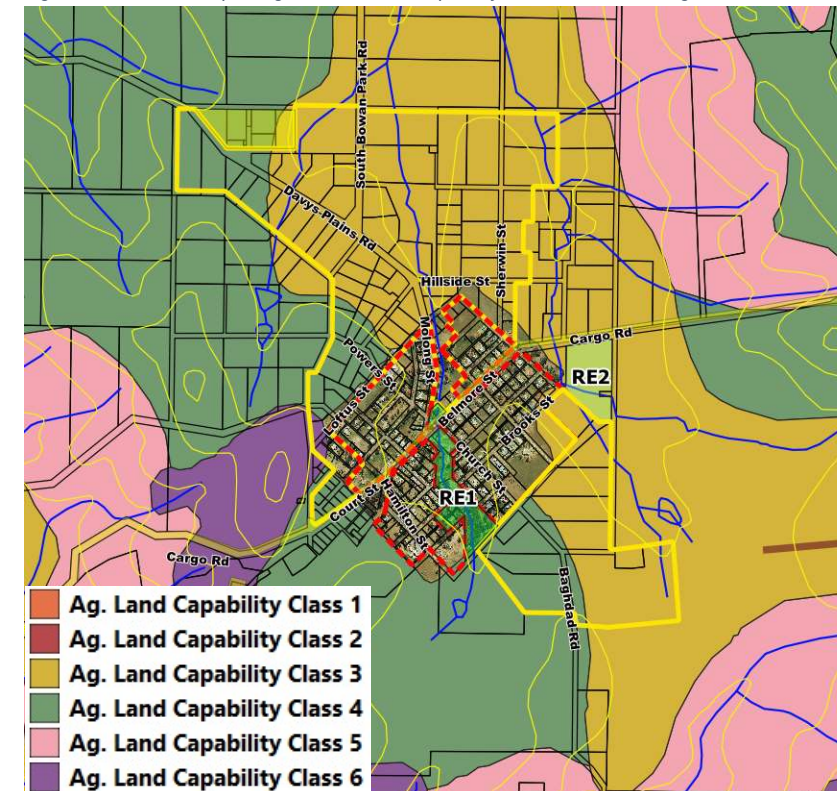 South Bowan Park Rd
Davys Plains Rd
Sherwin St
Hillside St
Molong St
Cargo Rd
Powers St
RE2
Loftus St
Belmore St
Brooks St
Church St
RE1
Court St
Hamilton St
Cargo Rd
Baghdad Rd
Ag. Land Capability Class 1
Ag. Land Capability Class 2
Ag. Land Capability Class 3
Ag. Land Capability Class 4
Ag. Land Capability Class 5
Ag. Land Capability Class 6